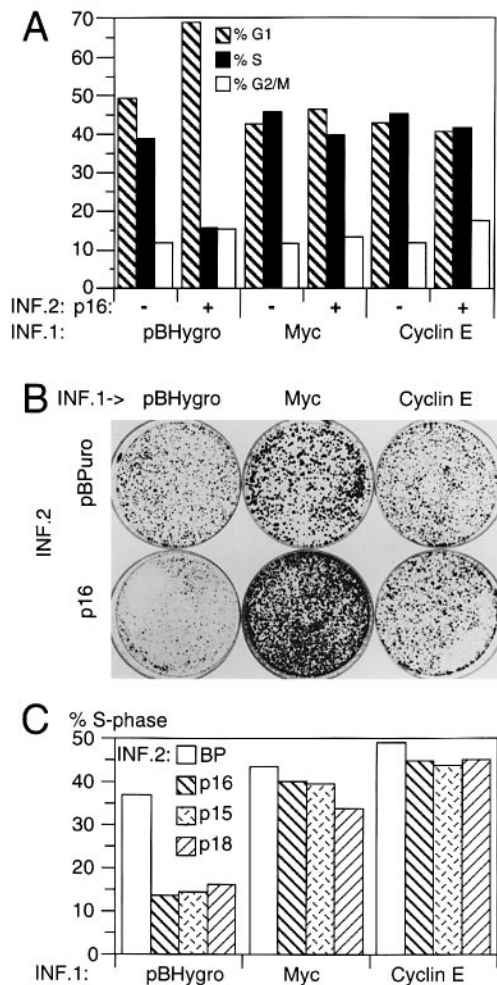 A
% G1
% S
% G2/M
70
60
50
40
30
20
10
0
INF.2: p16: - + - + - +
INF.1: pBHygro Myc Cyclin E
B INF.1-> pBHygro Myc Cyclin E
INF.2
pBPuro
p16
C % S-phase
50
40
30
20
10
0
INF.2: BP
p16
p15
p18
INF.1: pBHygro Myc Cyclin E